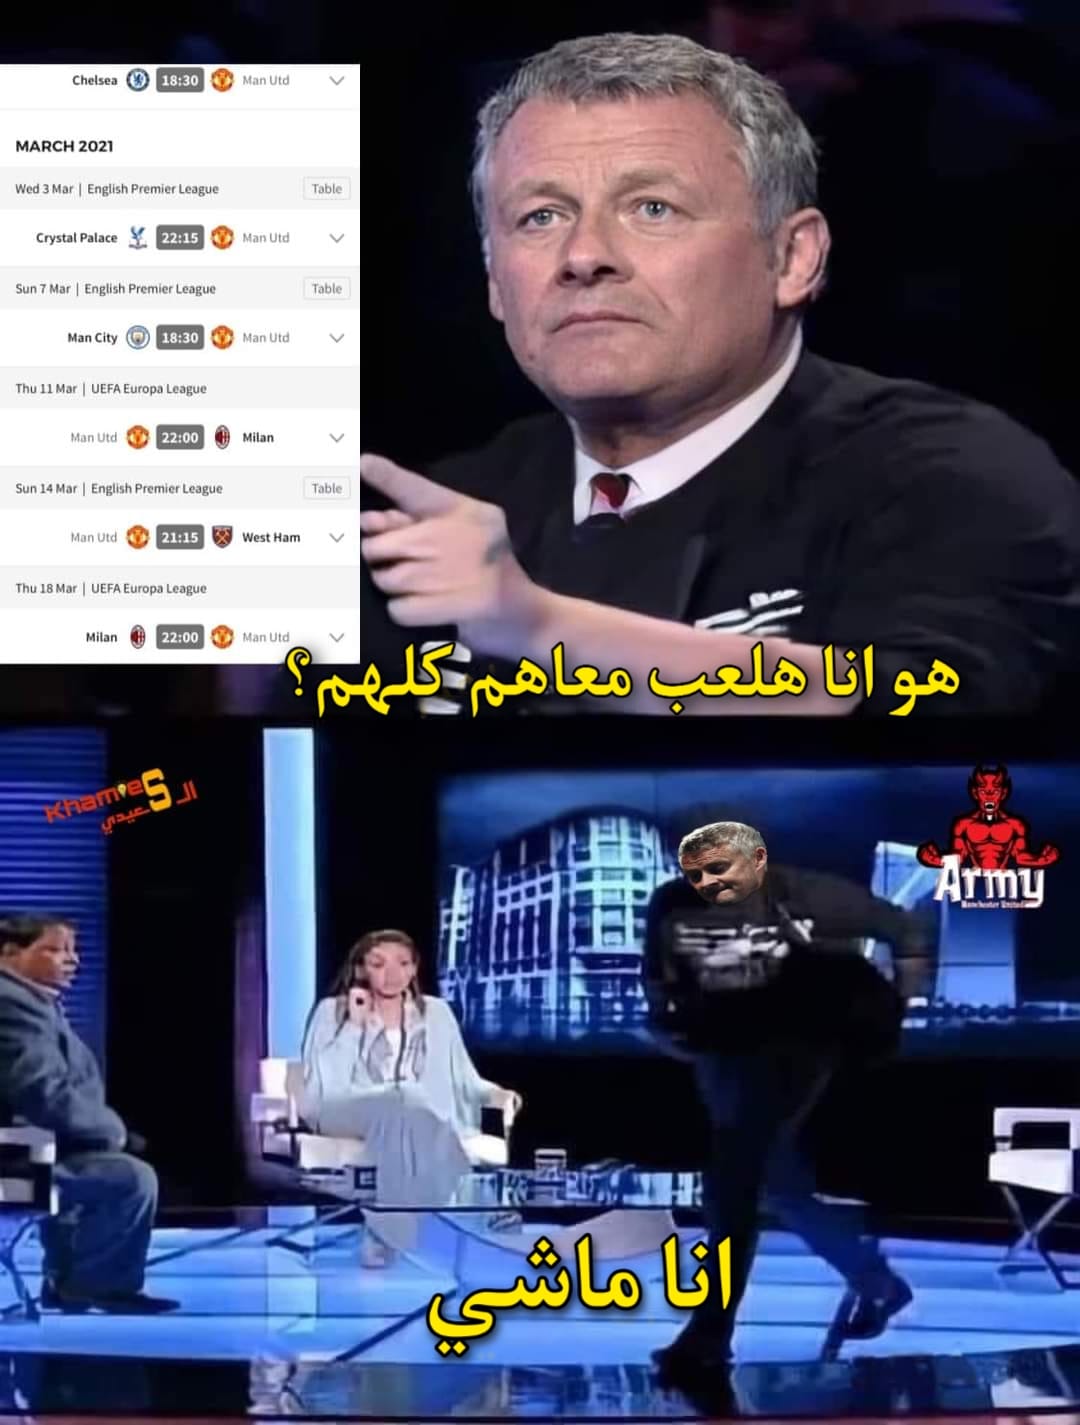 Chelsea 18:30 Man Utd
MARCH 2021
Wed 3 Mar | English Premier League Table
Crystal Palace 22:15 Man Utd
Sun 7 Mar | English Premier League Table
Man City 18:30 Man Utd
Thu 11 Mar | UEFA Europa League
Man Utd 22:00 Milan
Sun 14 Mar | English Premier League Table
Man Utd 21:15 West Ham
Thu 18 Mar | UEFA Europa League
Milan 22:00 Man Utd
هو انا هلعب معاهم كلهم؟
KhamieS الـ
عيدي
Army
Manchester United
انا ماشي